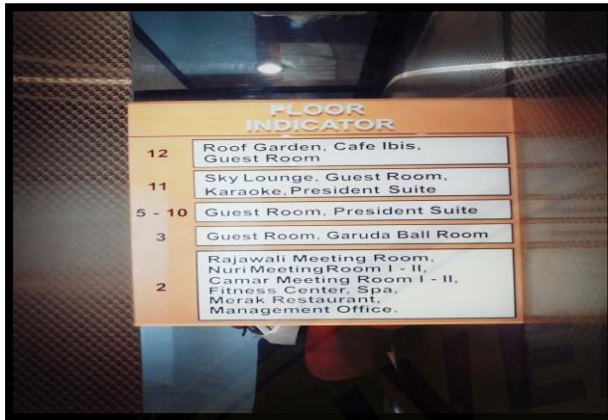 FLOOR
INDICATOR
12
Roof Garden, Cafe Ibis,
Guest Room
11
Sky Lounge, Guest Room,
Karaoke, President Suite
5 - 10
Guest Room, President Suite
3
Guest Room, Garuda Ball Room
2
Rajawali Meeting Room,
Nuri Meeting Room I - II,
Camar Meeting Room I - II,
Fitness Center, Spa,
Merak Restaurant,
Management Office.